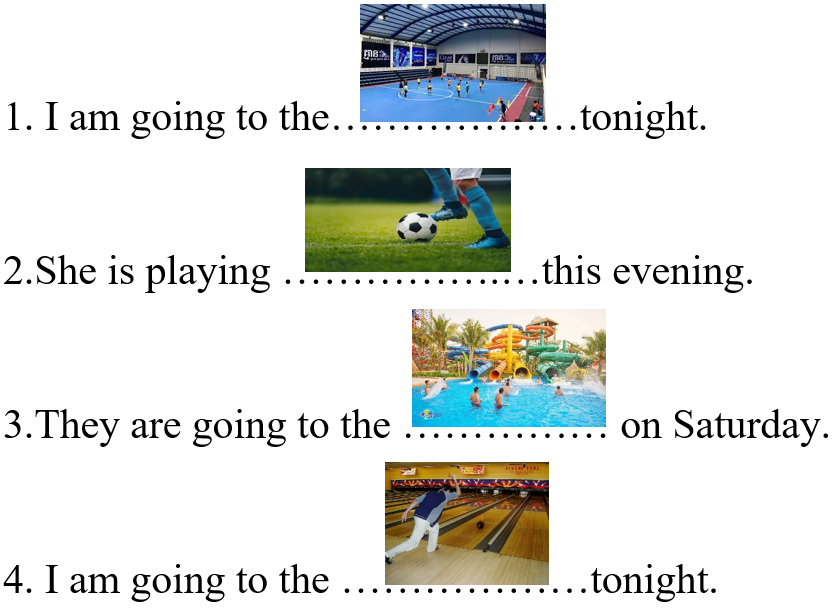 1. I am going to the………………tonight.
2.She is playing ……………..…this evening.
3.They are going to the …………… on Saturday.
4. I am going to the ………………tonight.